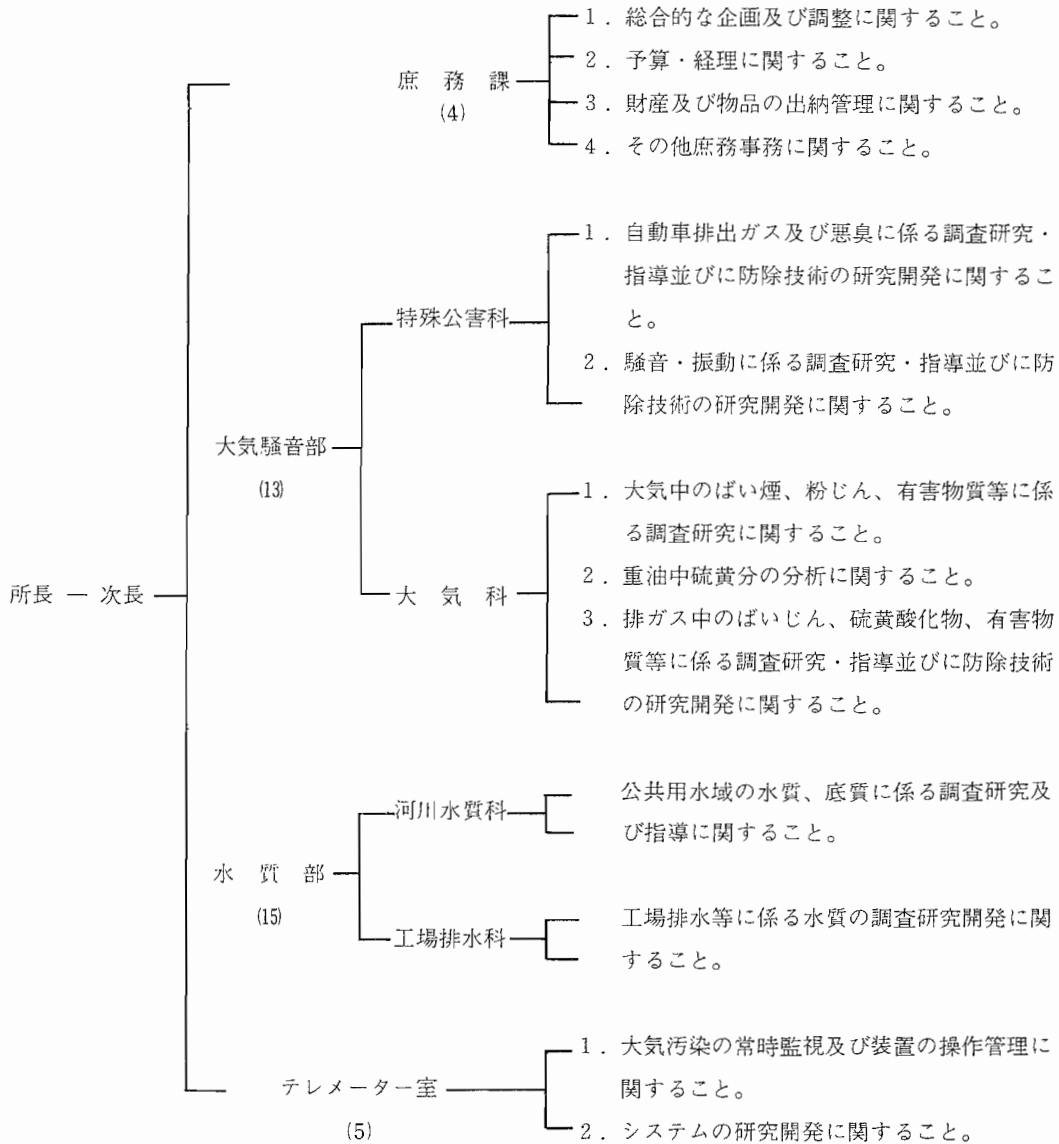 庶務課
(4)
1．総合的な企画及び調整に関すること。
2．予算・経理に関すること。
3．財産及び物品の出納管理に関すること。
4．その他庶務事務に関すること。
特殊公害科
1．自動車排出ガス及び悪臭に係る調査研究・
指導並びに防除技術の研究開発に関するこ
と。
2．騒音・振動に係る調査研究・指導並びに防
除技術の研究開発に関すること。
大気騒音部
(13)
大気科
1．大気中のばい煙、粉じん、有害物質等に係
る調査研究に関すること。
2．重油中硫黄分の分析に関すること。
3．排ガス中のばいじん、硫黄酸化物、有害物
質等に係る調査研究・指導並びに防除技術
の研究開発に関すること。
所長 ― 次長
河川水質科
公共用水域の水質、底質に係る調査研究及
び指導に関すること。
水質部
(15)
工場排水科
工場排水等に係る水質の調査研究開発に関
すること。
テレメーター室
(5)
1．大気汚染の常時監視及び装置の操作管理に
関すること。
2．システムの研究開発に関すること。